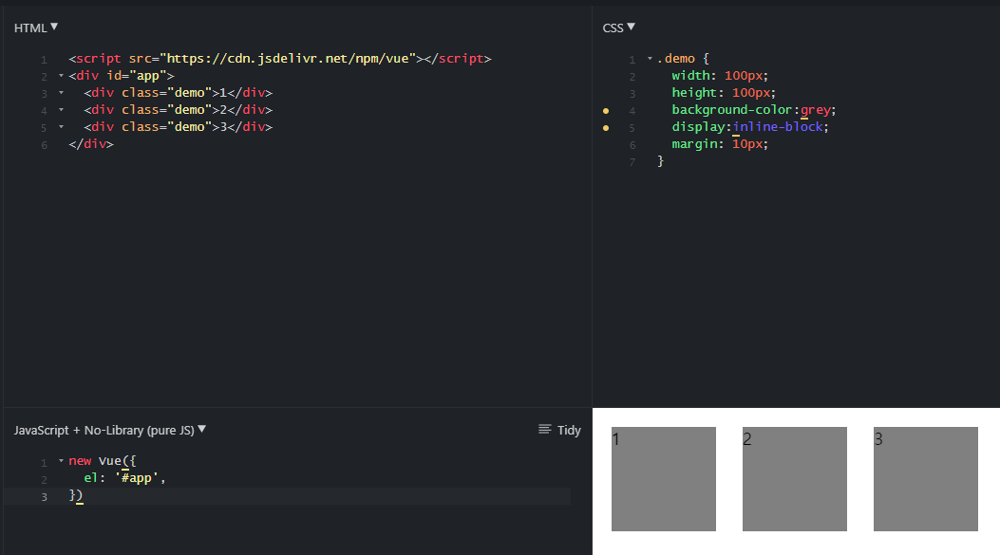 HTML▼
1 <script src="https://cdn.jsdelivr.net/npm/vue"></script>
2 <div id="app">
3   <div class="demo">1</div>
4   <div class="demo">2</div>
5   <div class="demo">3</div>
6 </div>
CSS▼
1 .demo {
2   width: 100px;
3   height: 100px;
4   background-color:grey;
5   display:inline-block;
6   margin: 10px;
7 }
JavaScript + No-Library (pure JS)▼
Tidy
1 new Vue({
2   el: '#app',
3 })
1 2 3